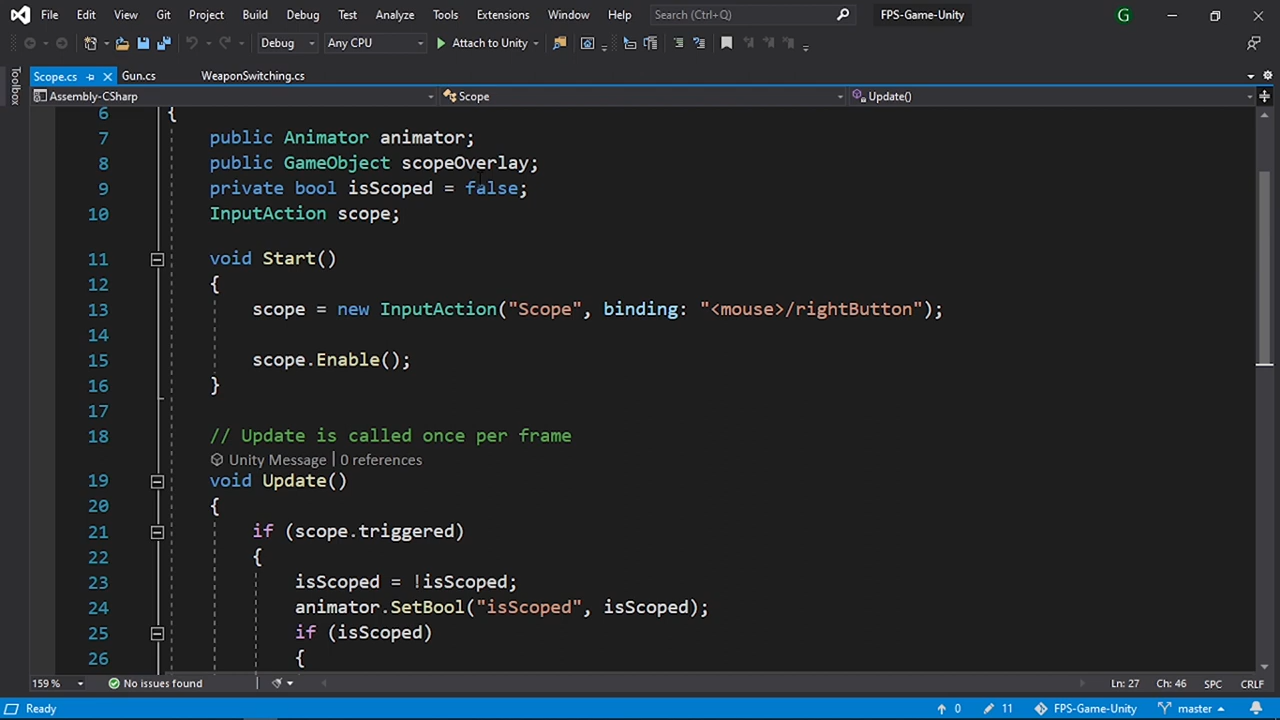 File Edit View Git Project Build Debug Test Analyze Tools Extensions Window Help Search (Ctrl+Q) FPS-Game-Unity G
Debug Any CPU Attach to Unity
Toolbox
Scope.cs Gun.cs WeaponSwitching.cs
Assembly-CSharp Scope Update()
6 {
7 public Animator animator;
8 public GameObject scopeOverlay;
9 private bool isScoped = false;
10 InputAction scope;
11 void Start()
12 {
13 scope = new InputAction("Scope", binding: "<mouse>/rightButton");
14
15 scope.Enable();
16 }
17
18 // Update is called once per frame
Unity Message | 0 references
19 void Update()
20 {
21 if (scope.triggered)
22 {
23 isScoped = !isScoped;
24 animator.SetBool("isScoped", isScoped);
25 if (isScoped)
26 {
159 % No issues found Ln: 27 Ch: 46 SPC CRLF
Ready 0 11 FPS-Game-Unity master